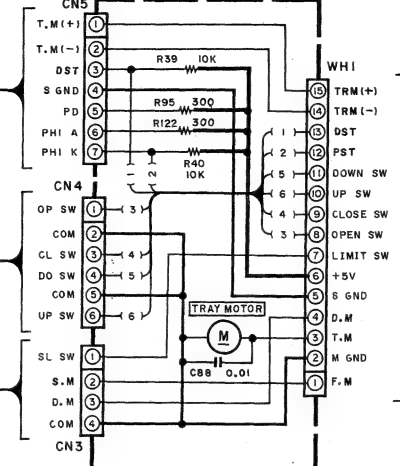 CN5
① T.M(+)
② T.M(−)
③ DST
④ S GND
⑤ PD
⑥ PHI A
⑦ PHI K
R39 10K
R95 300
R122 300
R40
10K
1
2
CN4
① OP SW 3
② COM
③ CL SW 4
④ DO SW 5
⑤ COM
⑥ UP SW 6
① SL SW
② S.M
③ D.M
④ COM
CN3
TRAY MOTOR
M
C88 0.01
WH1
⑮ TRM(+)
⑭ TRM(−)
1 ⑬ DST
2 ⑫ PST
5 ⑪ DOWN SW
6 ⑩ UP SW
4 ⑨ CLOSE SW
3 ⑧ OPEN SW
⑦ LIMIT SW
⑥ +5V
⑤ S GND
④ D.M
③ T.M
② M GND
① F.M